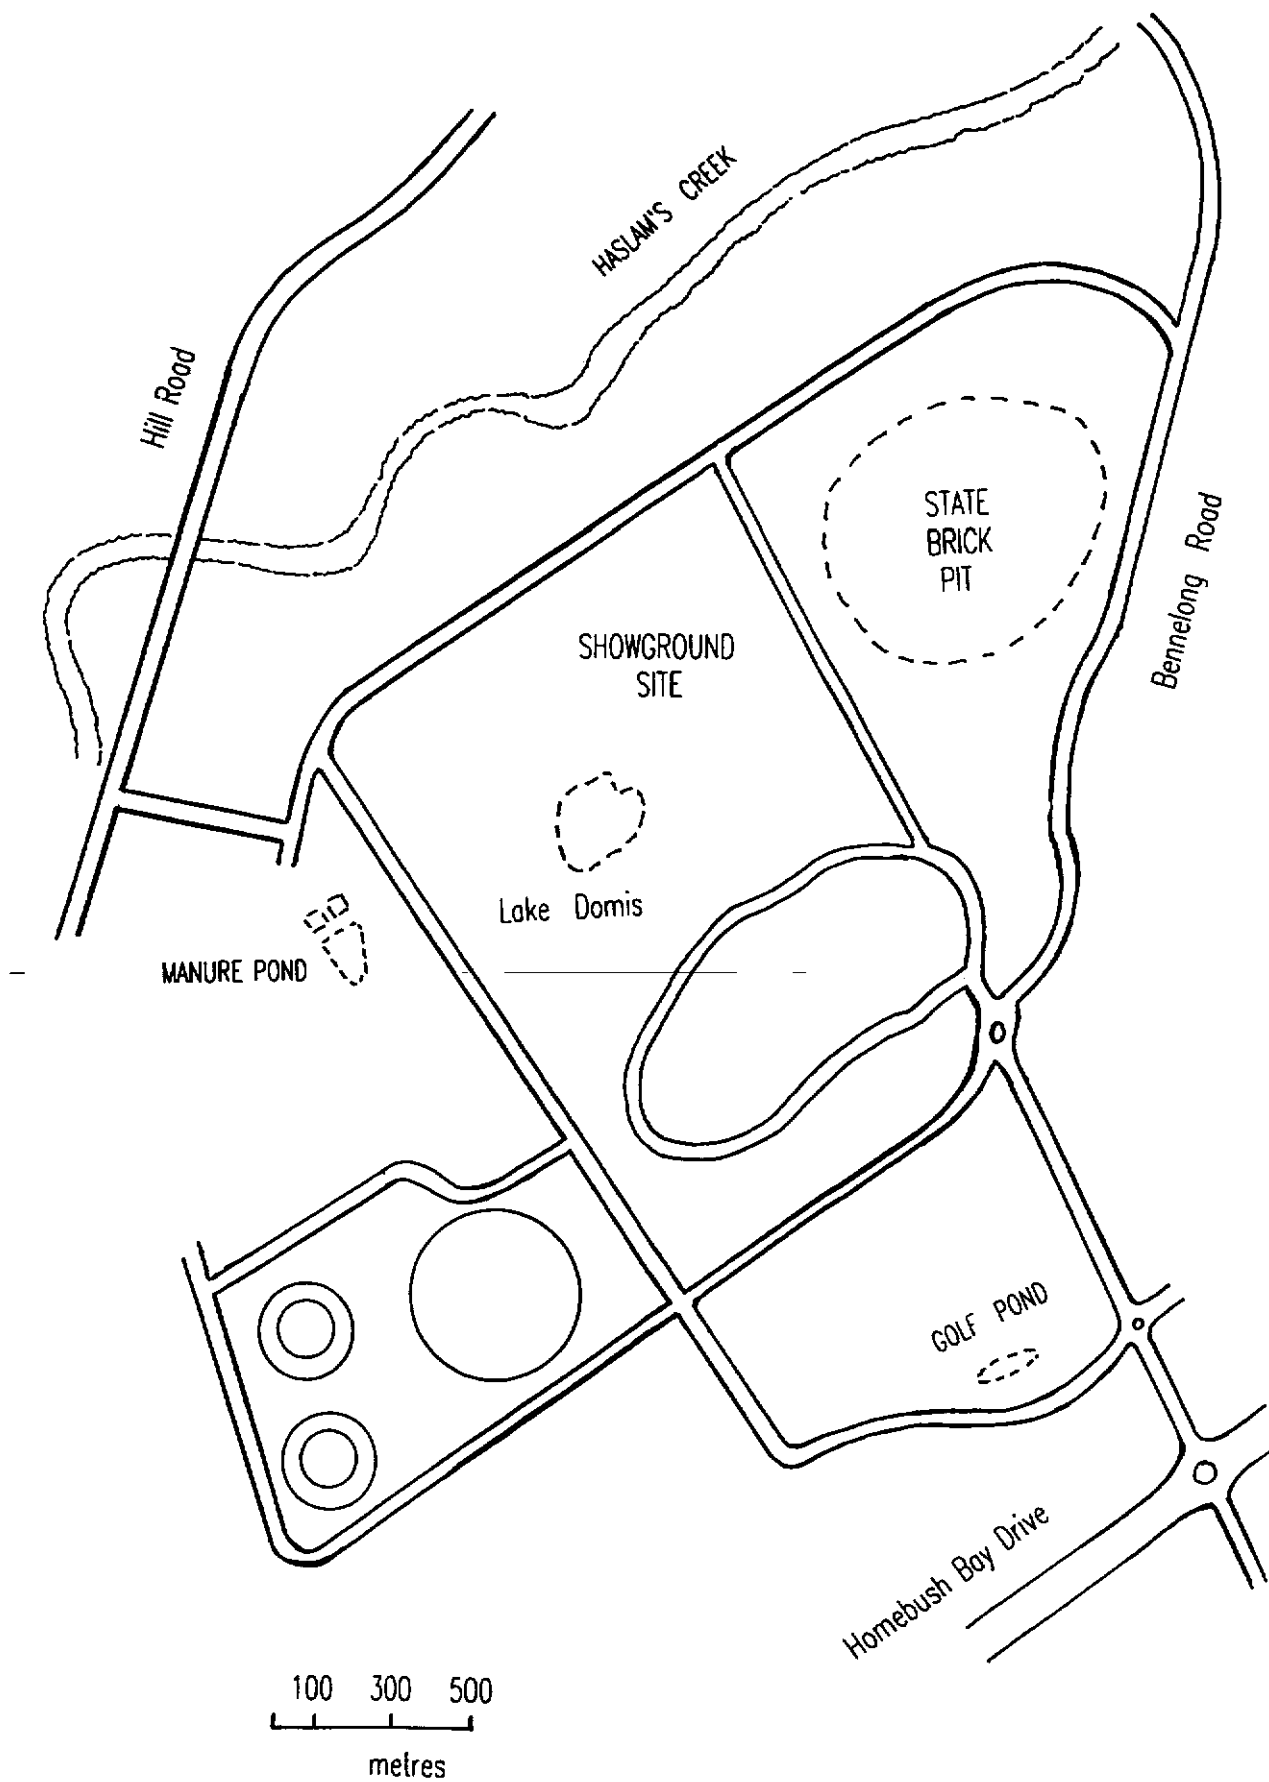 HASLAM'S CREEK
Hill Road
STATE
BRICK
PIT
Bennelong Road
SHOWGROUND
SITE
Lake Domis
MANURE POND
GOLF POND
Homebush Bay Drive
100 300 500
metres